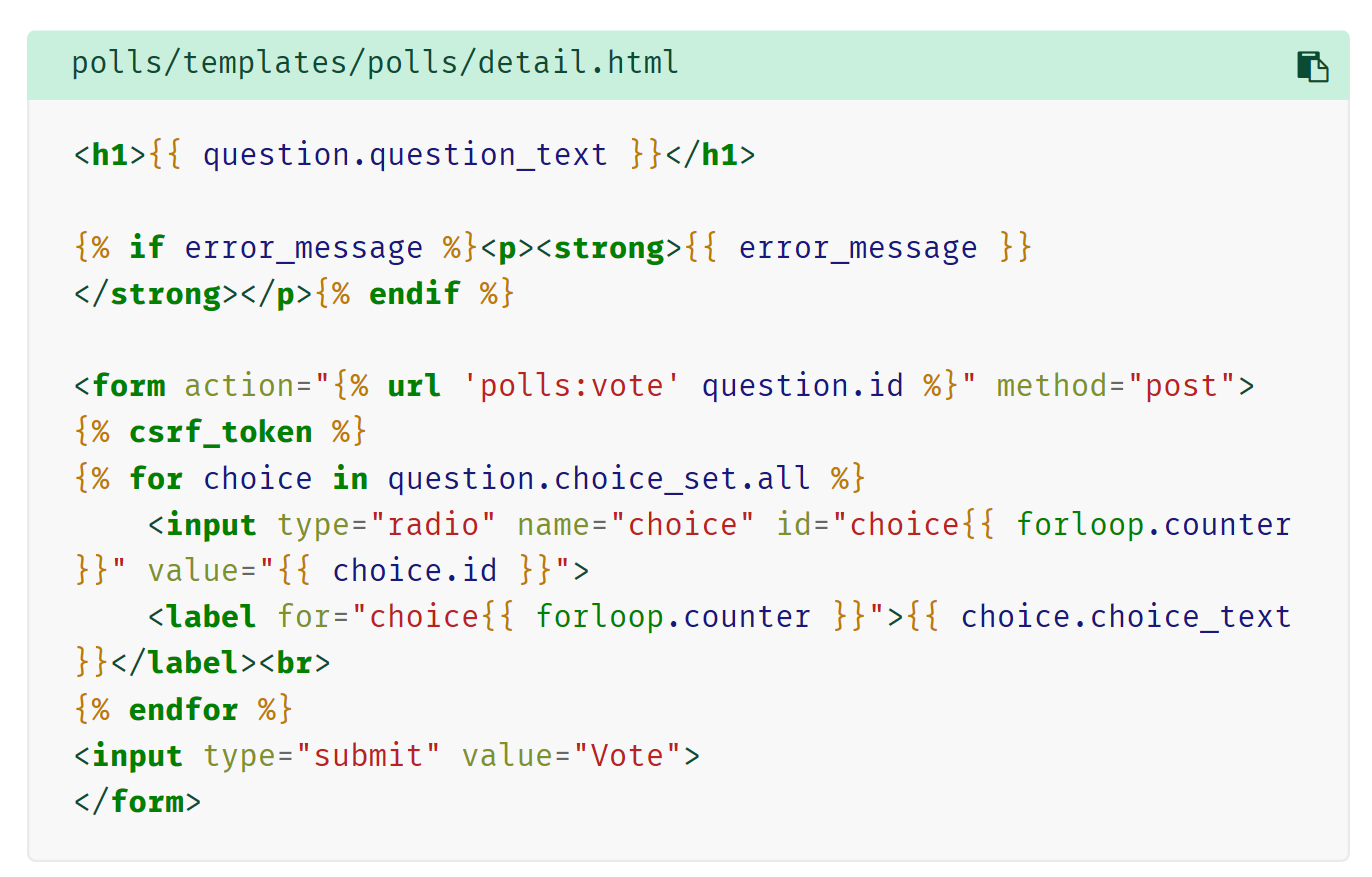 polls/templates/polls/detail.html
<h1>{{ question.question_text }}</h1>
{% if error_message %}<p><strong>{{ error_message }}
</strong></p>{% endif %}
<form action="{% url 'polls:vote' question.id %}" method="post">
{% csrf_token %}
{% for choice in question.choice_set.all %}
    <input type="radio" name="choice" id="choice{{ forloop.counter
}}" value="{{ choice.id }}">
    <label for="choice{{ forloop.counter }}">{{ choice.choice_text
}}</label><br>
{% endfor %}
<input type="submit" value="Vote">
</form>